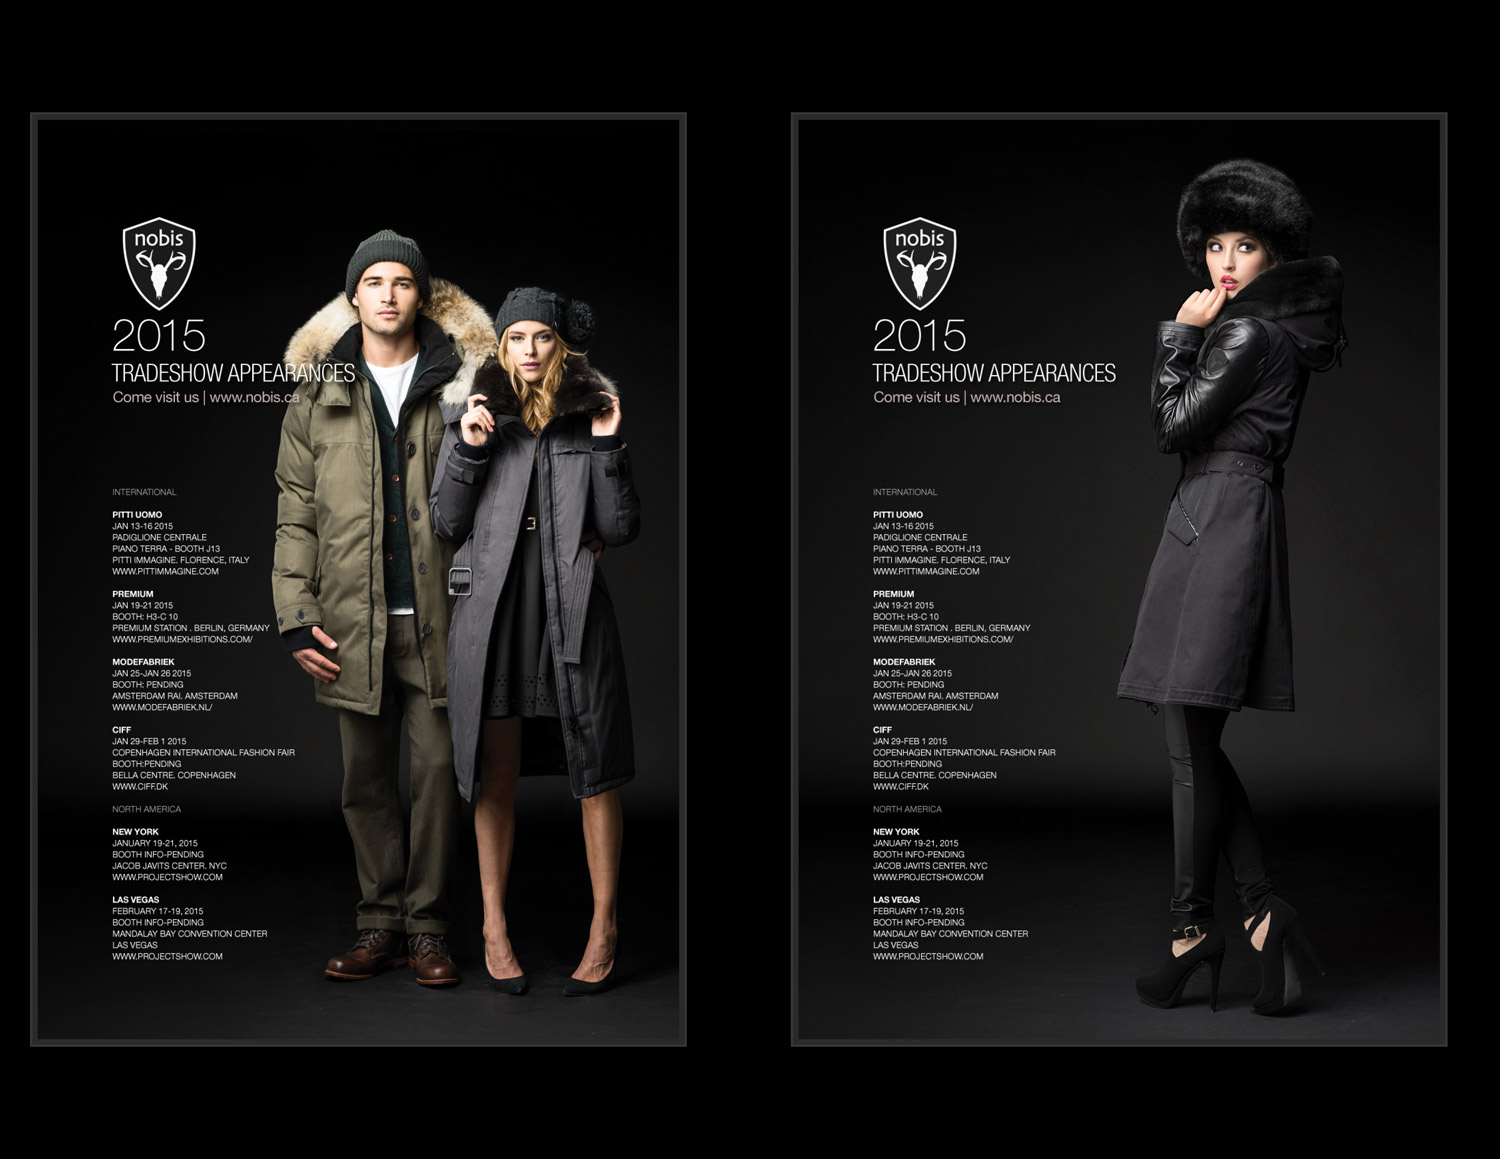 nobis
2015
TRADESHOW APPEARANCES
Come visit us | www.nobis.ca
INTERNATIONAL
PITTI UOMO
JAN 13-16 2015
PADIGLIONE CENTRALE
PIANO TERRA - BOOTH J13
PITTI IMMAGINE. FLORENCE, ITALY
WWW.PITTIMMAGINE.COM
PREMIUM
JAN 19-21 2015
BOOTH: H3-C 10
PREMIUM STATION . BERLIN, GERMANY
WWW.PREMIUMEXHIBITIONS.COM/
MODEFABRIEK
JAN 25-JAN 26 2015
BOOTH: PENDING
AMSTERDAM RAI. AMSTERDAM
WWW.MODEFABRIEK.NL/
CIFF
JAN 29-FEB 1 2015
COPENHAGEN INTERNATIONAL FASHION FAIR
BOOTH:PENDING
BELLA CENTRE. COPENHAGEN
WWW.CIFF.DK
NORTH AMERICA
NEW YORK
JANUARY 19-21, 2015
BOOTH INFO-PENDING
JACOB JAVITS CENTER. NYC
WWW.PROJECTSHOW.COM
LAS VEGAS
FEBRUARY 17-19, 2015
BOOTH INFO-PENDING
MANDALAY BAY CONVENTION CENTER
LAS VEGAS
WWW.PROJECTSHOW.COM
nobis
2015
TRADESHOW APPEARANCES
Come visit us | www.nobis.ca
INTERNATIONAL
PITTI UOMO
JAN 13-16 2015
PADIGLIONE CENTRALE
PIANO TERRA - BOOTH J13
PITTI IMMAGINE. FLORENCE, ITALY
WWW.PITTIMMAGINE.COM
PREMIUM
JAN 19-21 2015
BOOTH: H3-C 10
PREMIUM STATION . BERLIN, GERMANY
WWW.PREMIUMEXHIBITIONS.COM/
MODEFABRIEK
JAN 25-JAN 26 2015
BOOTH: PENDING
AMSTERDAM RAI. AMSTERDAM
WWW.MODEFABRIEK.NL/
CIFF
JAN 29-FEB 1 2015
COPENHAGEN INTERNATIONAL FASHION FAIR
BOOTH:PENDING
BELLA CENTRE. COPENHAGEN
WWW.CIFF.DK
NORTH AMERICA
NEW YORK
JANUARY 19-21, 2015
BOOTH INFO-PENDING
JACOB JAVITS CENTER. NYC
WWW.PROJECTSHOW.COM
LAS VEGAS
FEBRUARY 17-19, 2015
BOOTH INFO-PENDING
MANDALAY BAY CONVENTION CENTER
LAS VEGAS
WWW.PROJECTSHOW.COM